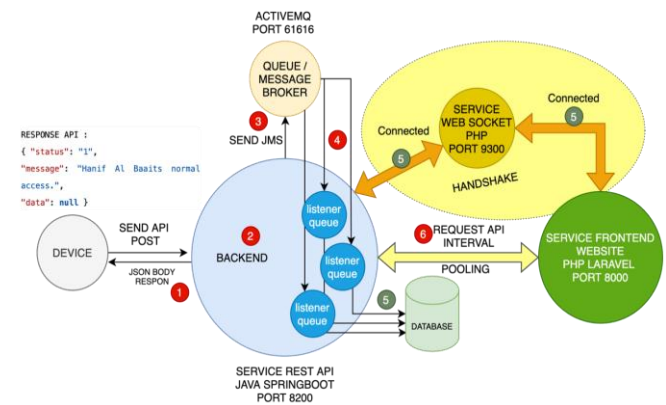 ACTIVEMQ
PORT 61616
QUEUE /
MESSAGE
BROKER
3
SEND JMS
4
RESPONSE API :
{ "status": "1",
"message": "Hanif Al Baaits normal
access.",
"data": null }
SEND API
POST
DEVICE
JSON BODY
RESPON
1
2
BACKEND
listener
queue
listener
queue
listener
queue
SERVICE REST API
JAVA SPRINGBOOT
PORT 8200
5
DATABASE
Connected
5
SERVICE
WEB SOCKET
PHP
PORT 9300
Connected
5
HANDSHAKE
6
REQUEST API
INTERVAL
POOLING
SERVICE FRONTEND
WEBSITE
PHP LARAVEL
PORT 8000